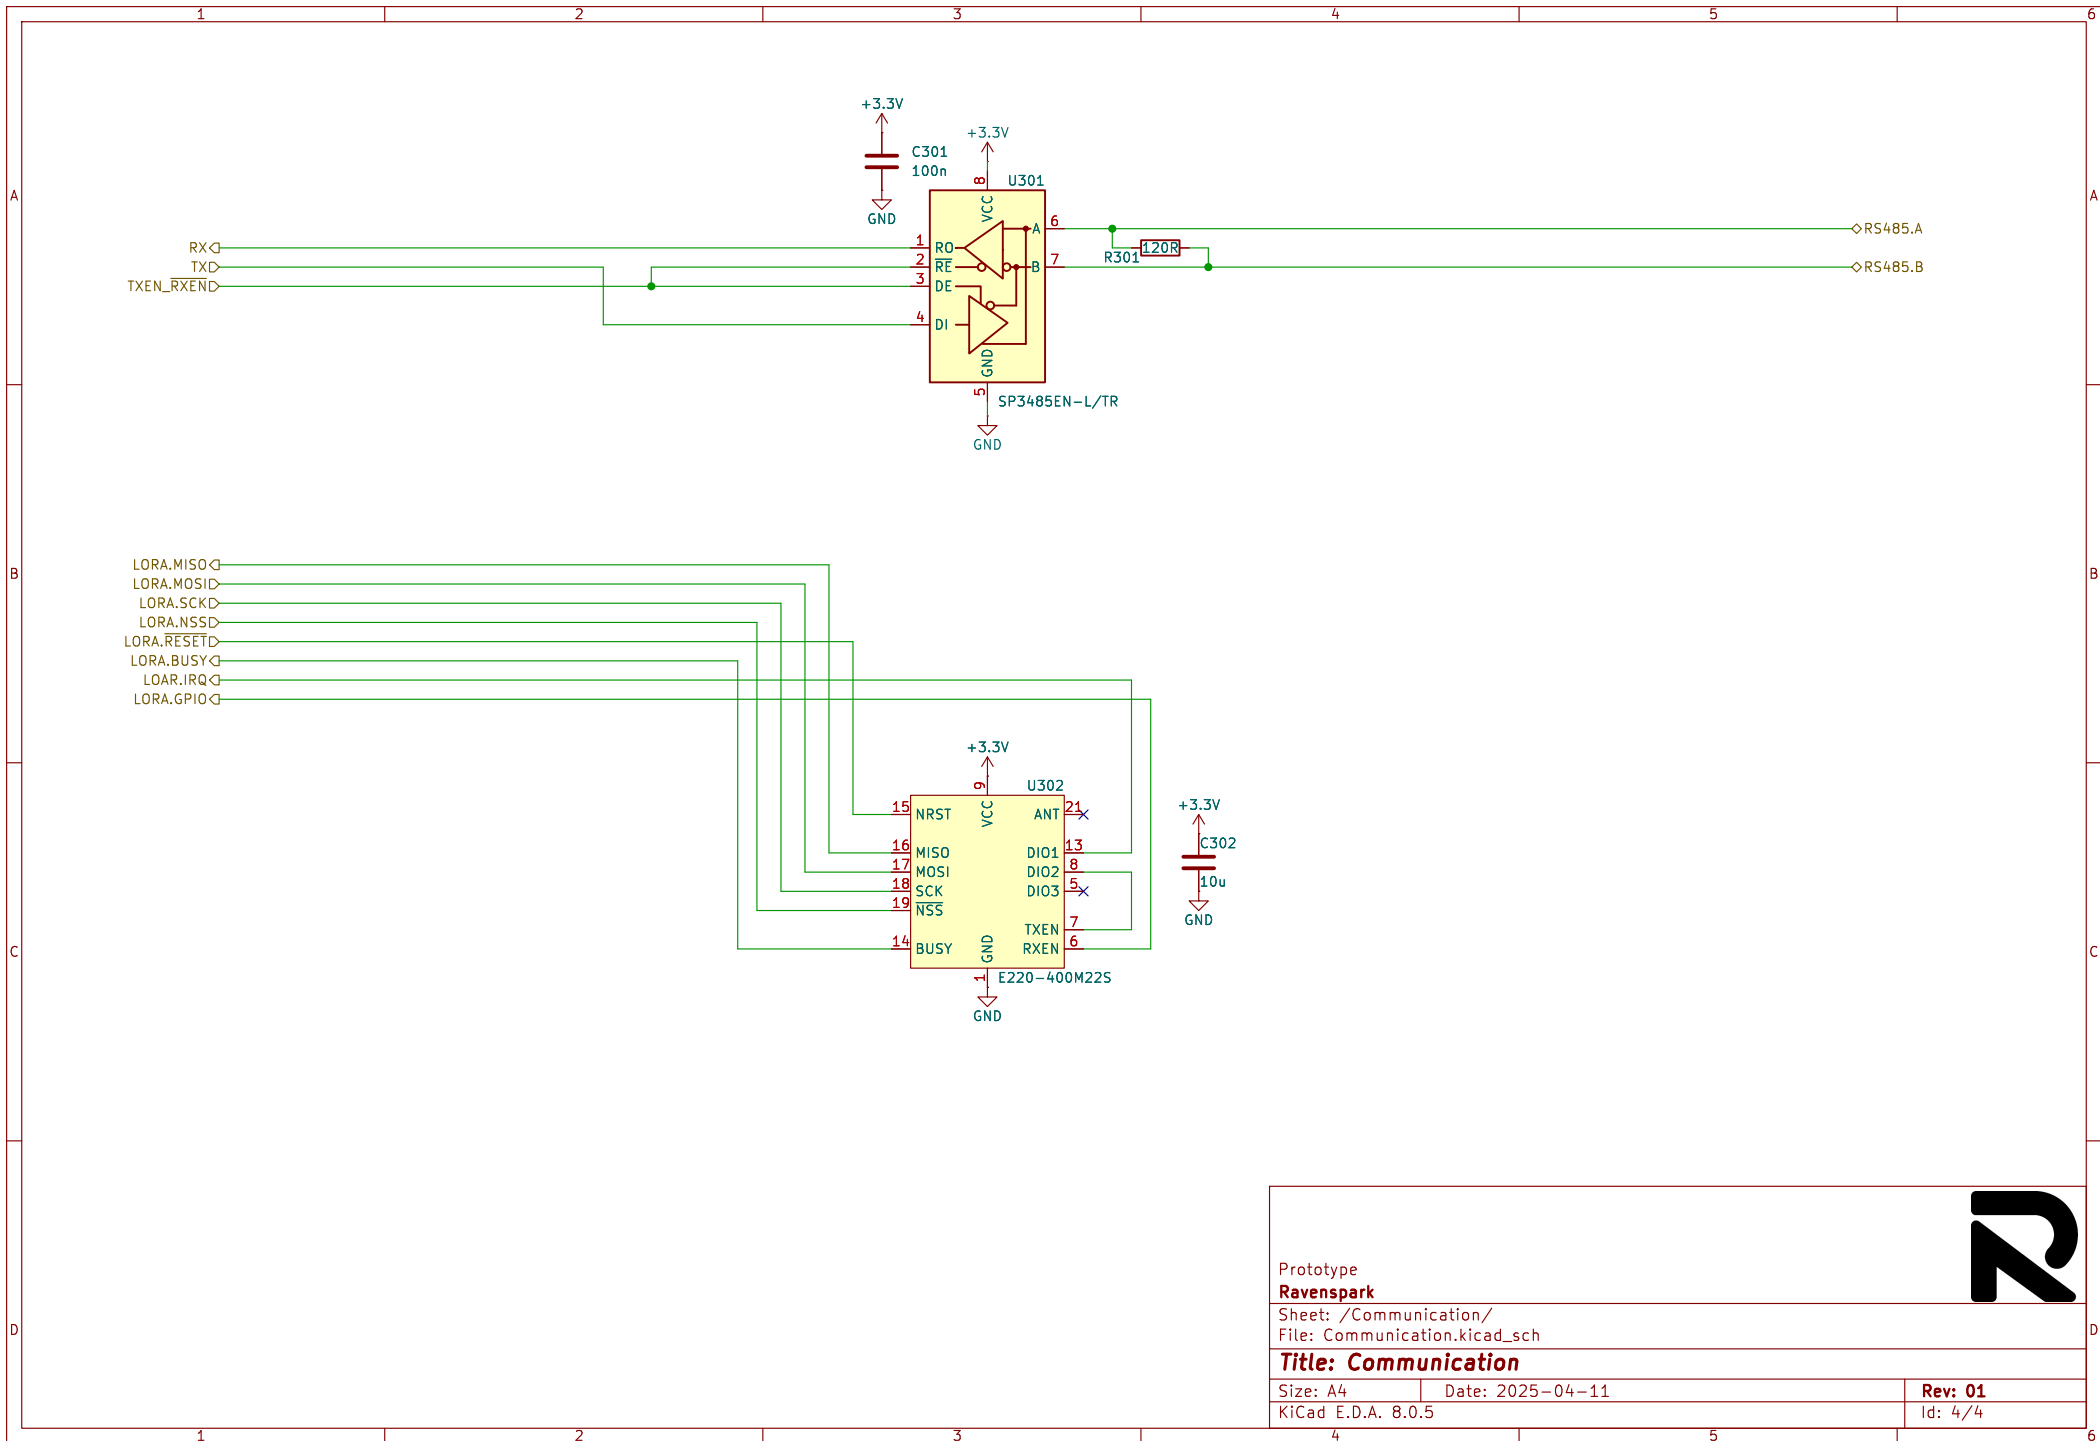 1 2 3 4 5 6
A A
+3.3V
+3.3V
C301
100n
GND
8 U301
VCC
RX 1 RO A 6 RS485.A
TX 2 RE R301 120R B 7 RS485.B
TXEN_RXEN 3 DE
4 DI
GND
5 SP3485EN-L/TR
GND
B B
LORA.MISO
LORA.MOSI
LORA.SCK
LORA.NSS
LORA.RESET
LORA.BUSY
LOAR.IRQ
LORA.GPIO
+3.3V
9 U302
VCC
15 NRST ANT 21
16 MISO DIO1 13
17 MOSI DIO2 8
18 SCK DIO3 5
19 NSS
TXEN 7
14 BUSY RXEN 6
GND
1 E220-400M22S
GND
+3.3V
C302
10u
GND
C C
D D
Prototype
Ravenspark
Sheet: /Communication/
File: Communication.kicad_sch
Title: Communication
Size: A4 Date: 2025-04-11 Rev: 01
KiCad E.D.A. 8.0.5 Id: 4/4
1 2 3 4 5 6